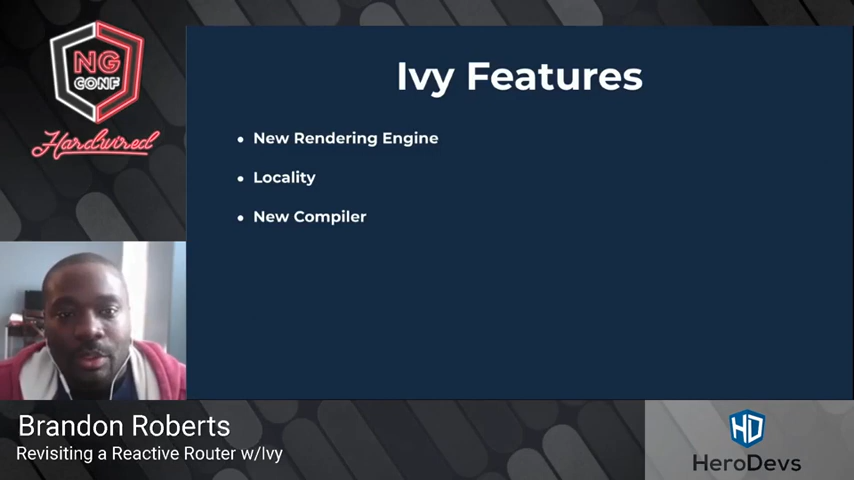 NG
CONF
Hardwired
Ivy Features
• New Rendering Engine
• Locality
• New Compiler
Brandon Roberts
Revisiting a Reactive Router w/Ivy
HD
HeroDevs